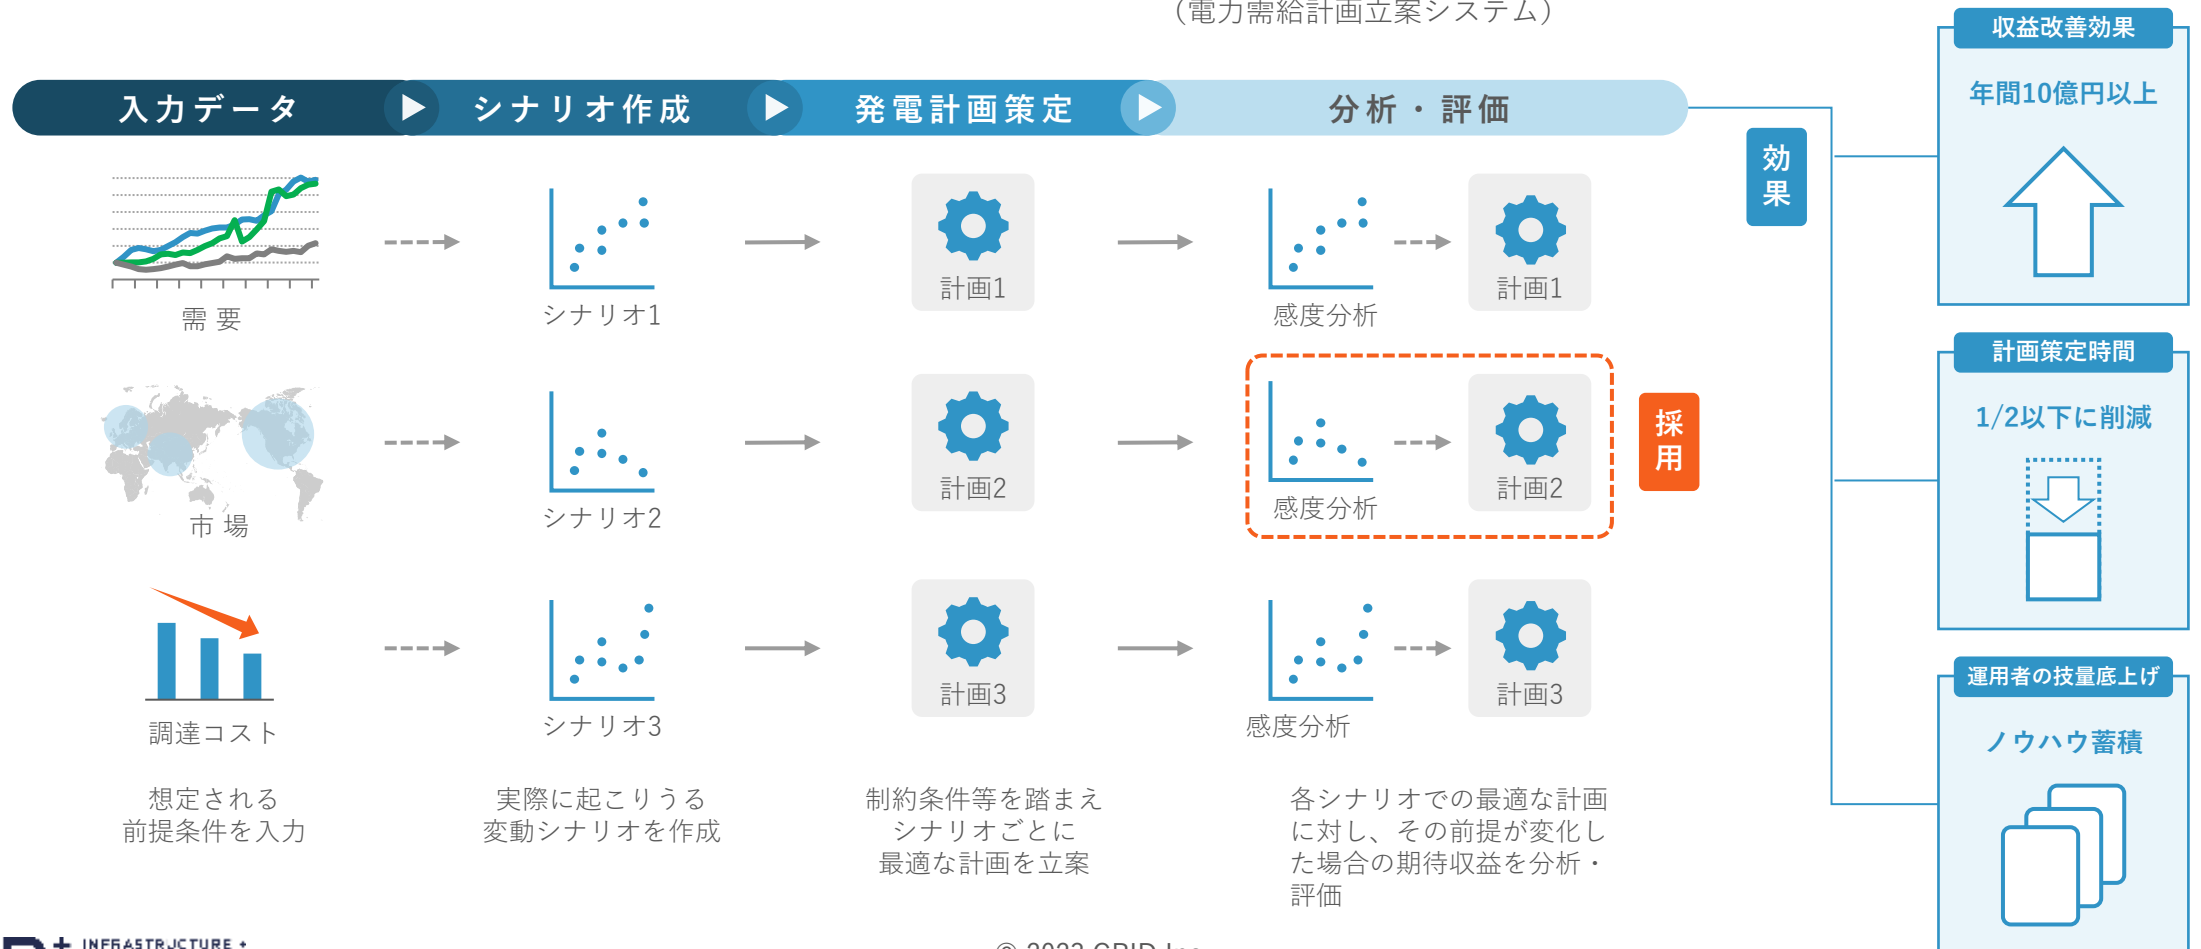 （電力需給計画立案システム）
入力データ
シナリオ作成
発電計画策定
分析・評価
需要
シナリオ1
計画1
感度分析
計画1
市場
シナリオ2
計画2
感度分析
計画2
採用
調達コスト
シナリオ3
計画3
感度分析
計画3
想定される
前提条件を入力
実際に起こりうる
変動シナリオを作成
制約条件等を踏まえ
シナリオごとに
最適な計画を立案
各シナリオでの最適な計画
に対し、その前提が変化し
た場合の期待収益を分析・
評価
効果
収益改善効果
年間10億円以上
計画策定時間
1/2以下に削減
運用者の技量底上げ
ノウハウ蓄積
INFRASTRUCTURE +
© 2023 GRID Inc